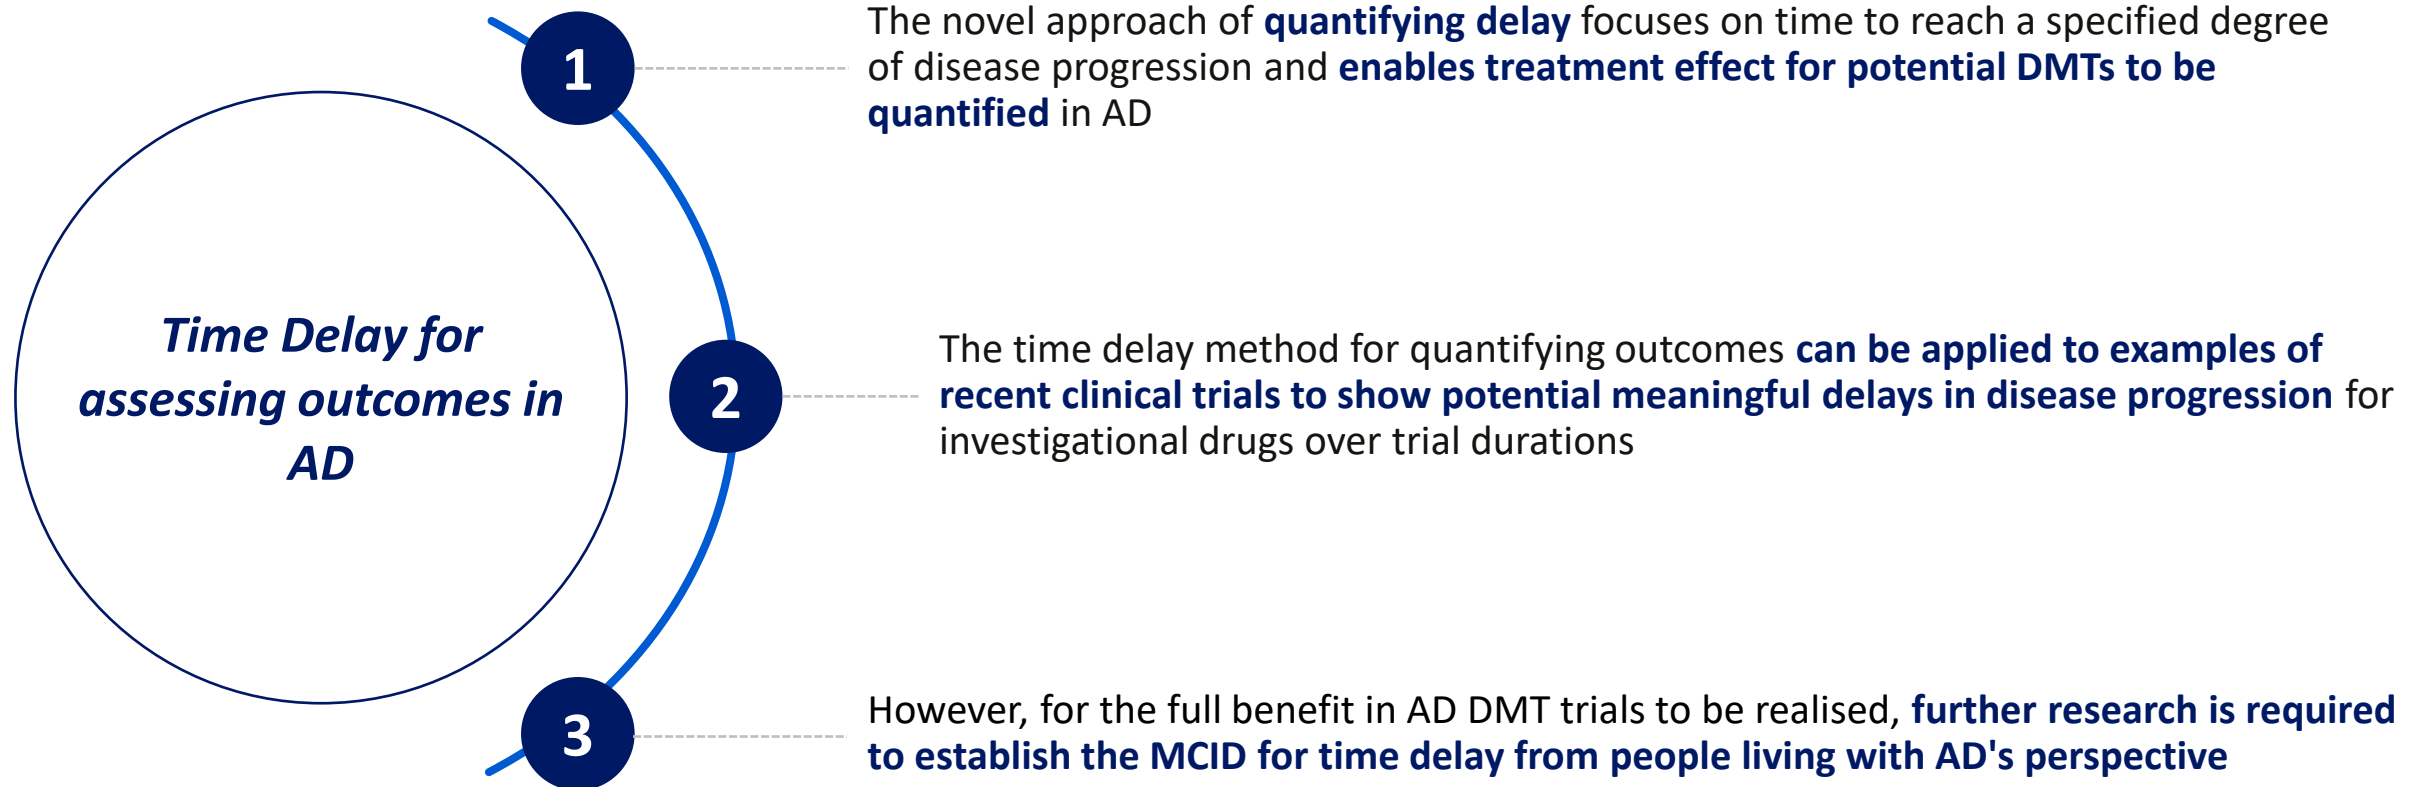 Time Delay for
assessing outcomes in
AD
1
The novel approach of quantifying delay focuses on time to reach a specified degree
of disease progression and enables treatment effect for potential DMTs to be
quantified in AD
2
The time delay method for quantifying outcomes can be applied to examples of
recent clinical trials to show potential meaningful delays in disease progression for
investigational drugs over trial durations
3
However, for the full benefit in AD DMT trials to be realised, further research is required
to establish the MCID for time delay from people living with AD's perspective